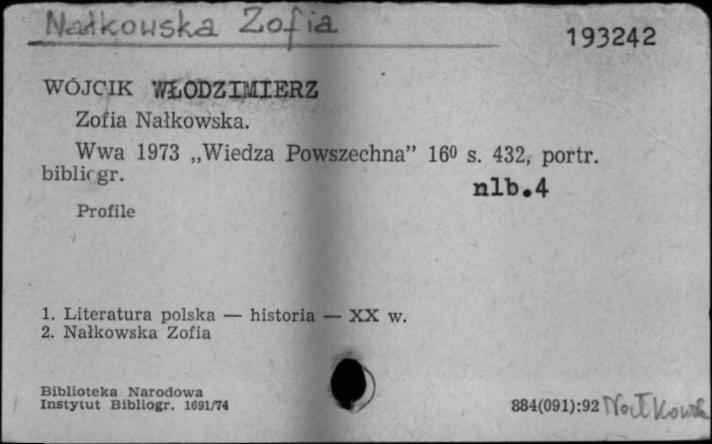 Nałkowska Zofia
193242
WÓJCIK WŁODZIMIERZ
Zofia Nałkowska.
Wwa 1973 „Wiedza Powszechna” 16⁰ s. 432, portr.
bibliogr.
nlb.4
Profile
1. Literatura polska — historia — XX w.
2. Nałkowska Zofia
Biblioteka Narodowa
Instytut Bibliogr. 1691/74
884(091):92 Nałkowska